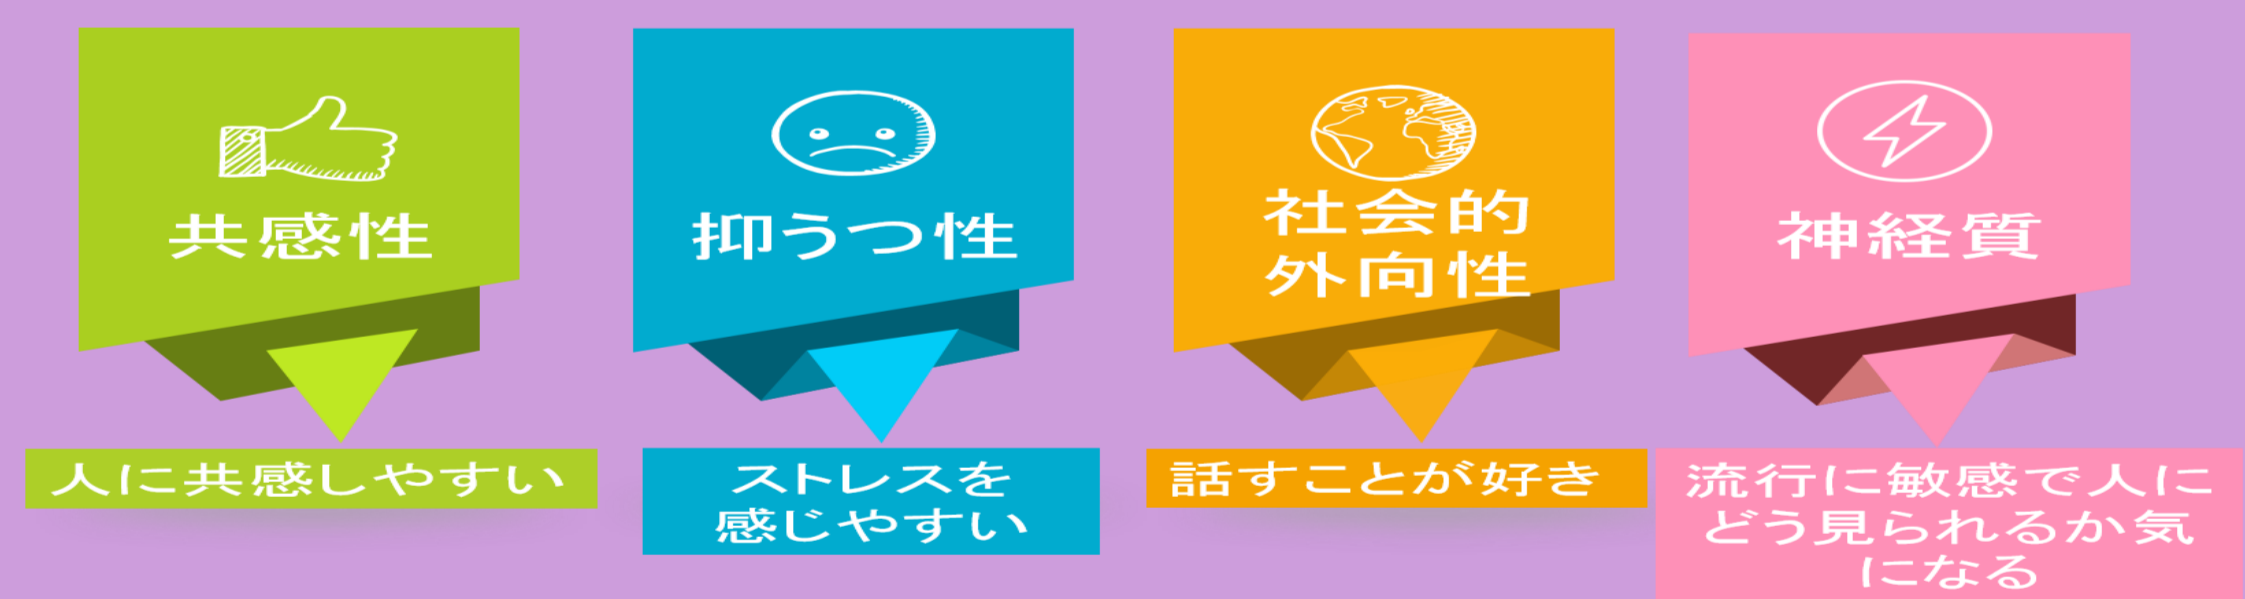 共感性
人に共感しやすい
抑うつ性
ストレスを
感じやすい
社会的
外向性
話すことが好き
神経質
流行に敏感で人に
どう見られるか気
になる